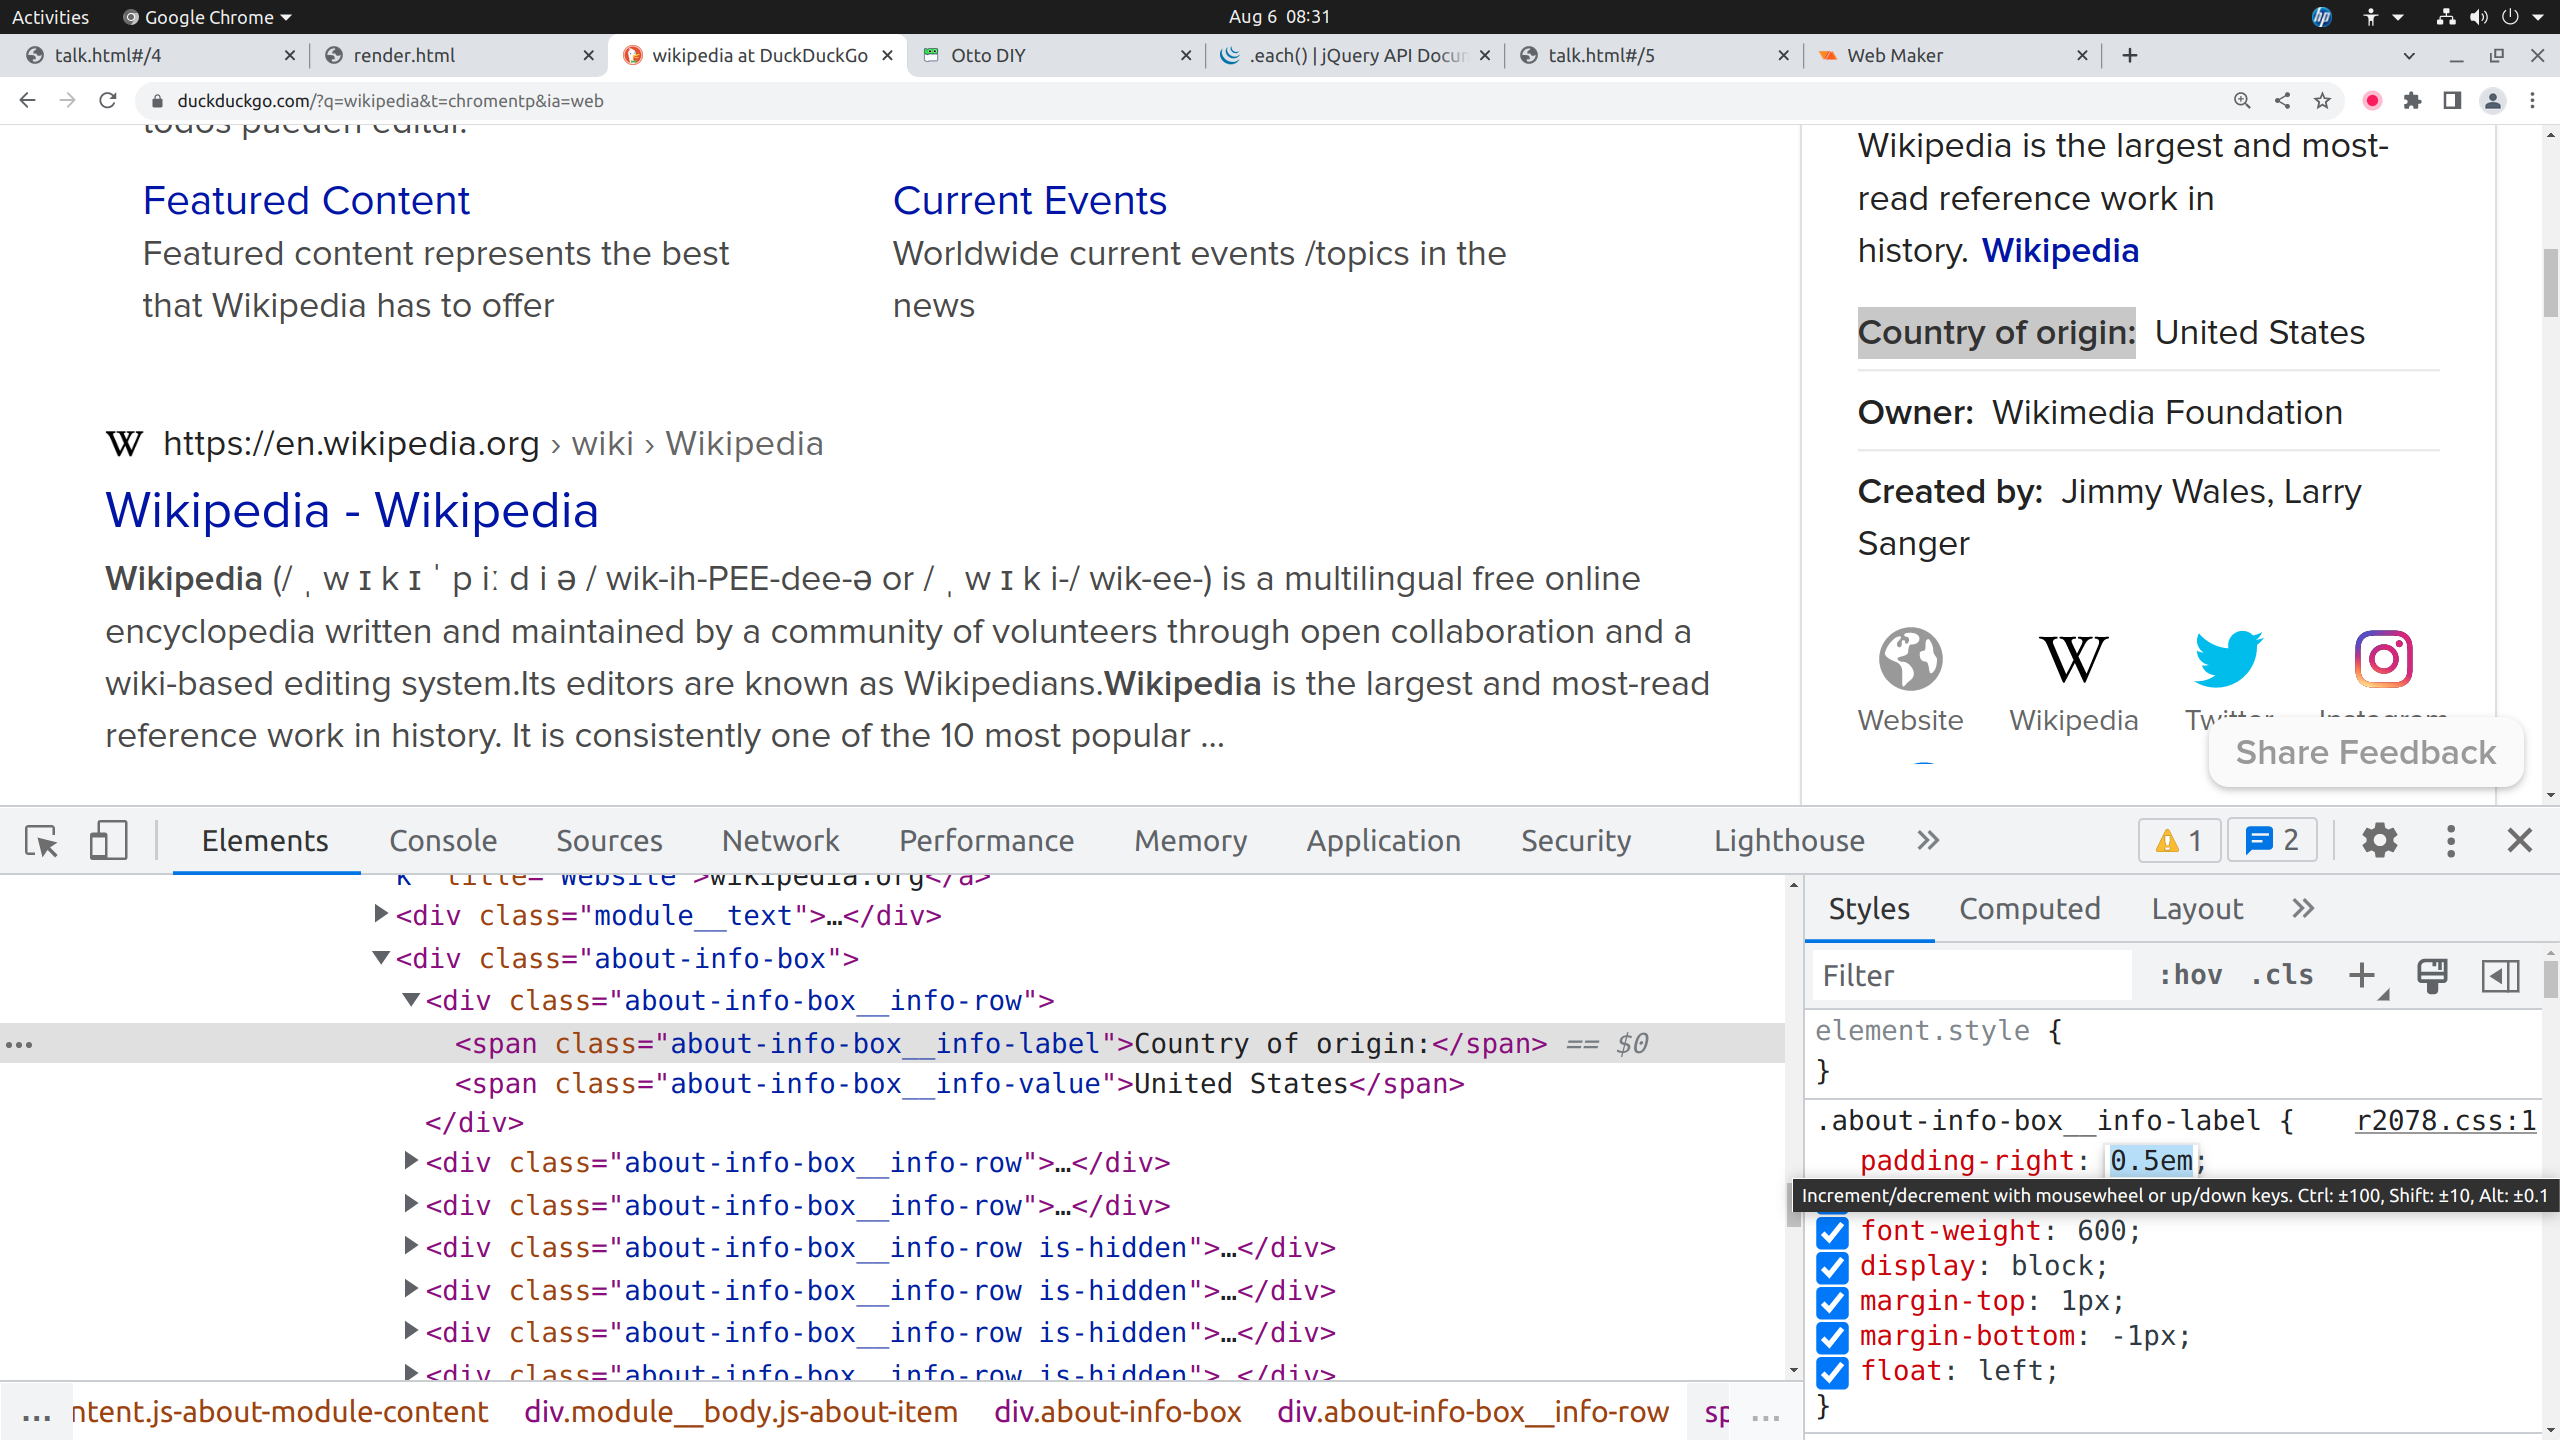 Activities Google Chrome Aug 6 08:31
talk.html#/4 render.html wikipedia at DuckDuckGo Otto DIY .each() | jQuery API Docur talk.html#/5 Web Maker
duckduckgo.com/?q=wikipedia&t=chromentp&ia=web
todos pueden editar.
Featured Content
Featured content represents the best
that Wikipedia has to offer
Current Events
Worldwide current events /topics in the
news
https://en.wikipedia.org › wiki › Wikipedia
Wikipedia - Wikipedia
Wikipedia (/ ˌ w ɪ k ɪ ˈ p iː d i ə / wik-ih-PEE-dee-ə or / ˌ w ɪ k i-/ wik-ee-) is a multilingual free online
encyclopedia written and maintained by a community of volunteers through open collaboration and a
wiki-based editing system.Its editors are known as Wikipedians.Wikipedia is the largest and most-read
reference work in history. It is consistently one of the 10 most popular ...
Wikipedia is the largest and most-
read reference work in
history. Wikipedia
Country of origin: United States
Owner: Wikimedia Foundation
Created by: Jimmy Wales, Larry
Sanger
Website Wikipedia Twitter Instagram
Share Feedback
Elements Console Sources Network Performance Memory Application Security Lighthouse 1 2
k" title="Website">wikipedia.org</a>
<div class="module__text">…</div>
<div class="about-info-box">
<div class="about-info-box__info-row">
<span class="about-info-box__info-label">Country of origin:</span> == $0
<span class="about-info-box__info-value">United States</span>
</div>
<div class="about-info-box__info-row">…</div>
<div class="about-info-box__info-row">…</div>
<div class="about-info-box__info-row is-hidden">…</div>
<div class="about-info-box__info-row is-hidden">…</div>
<div class="about-info-box__info-row is-hidden">…</div>
<div class="about-info-box__info-row is-hidden">…</div>
... ntent.js-about-module-content div.module__body.js-about-item div.about-info-box div.about-info-box__info-row sp ...
Styles Computed Layout
Filter :hov .cls
element.style {
}
.about-info-box__info-label { r2078.css:1
padding-right: 0.5em;
Increment/decrement with mousewheel or up/down keys. Ctrl: ±100, Shift: ±10, Alt: ±0.1
font-weight: 600;
display: block;
margin-top: 1px;
margin-bottom: -1px;
float: left;
}